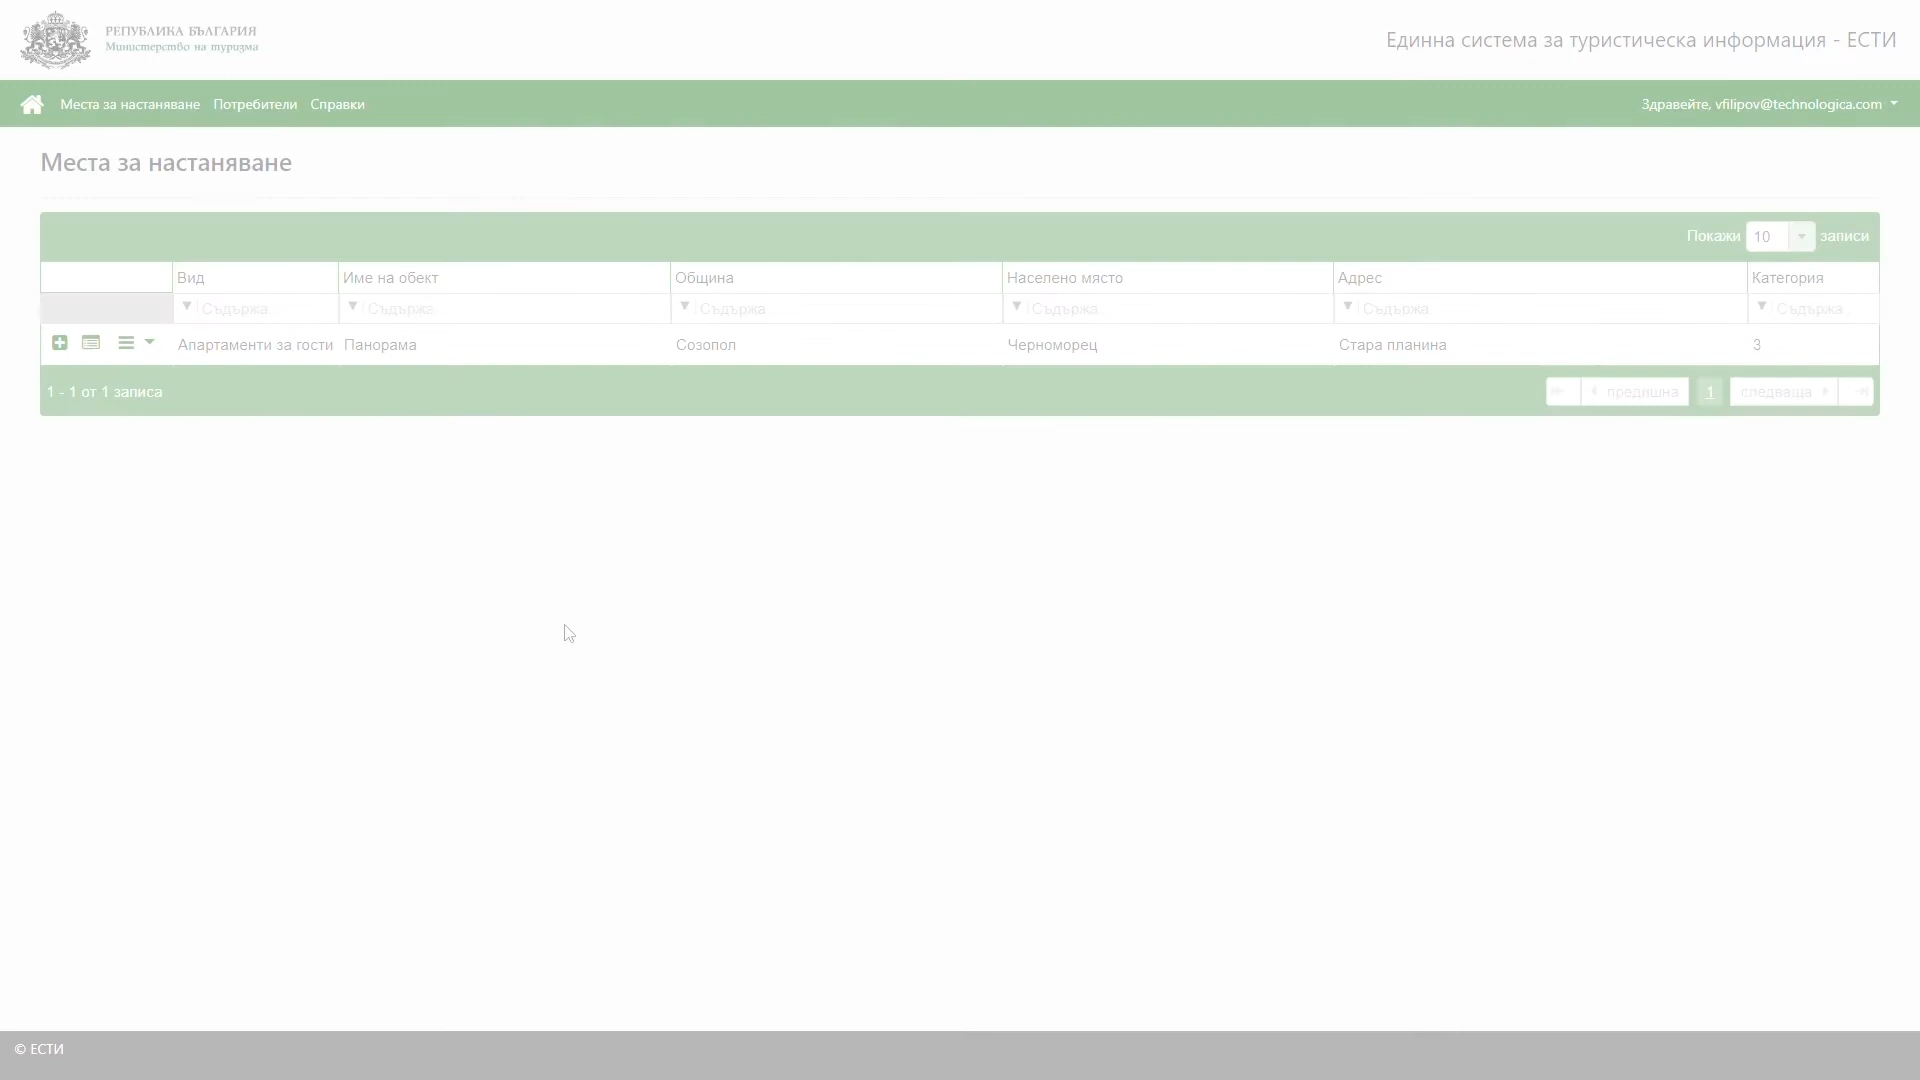 РЕПУБЛИКА БЪЛГАРИЯ
Министерство на туризма
Единна система за туристическа информация - ЕСТИ
Места за настаняване Потребители Справки Здравейте, vfilipov@technologica.com
Места за настаняване
Покажи 10 записи
Вид Име на обект Община Населено място Адрес Категория
Съдържа... Съдържа... Съдържа... Съдържа... Съдържа... Съдържа...
Апартаменти за гости Панорама Созопол Черноморец Стара планина 3
1 - 1 от 1 записа предишна 1 следваща
© ЕСТИ